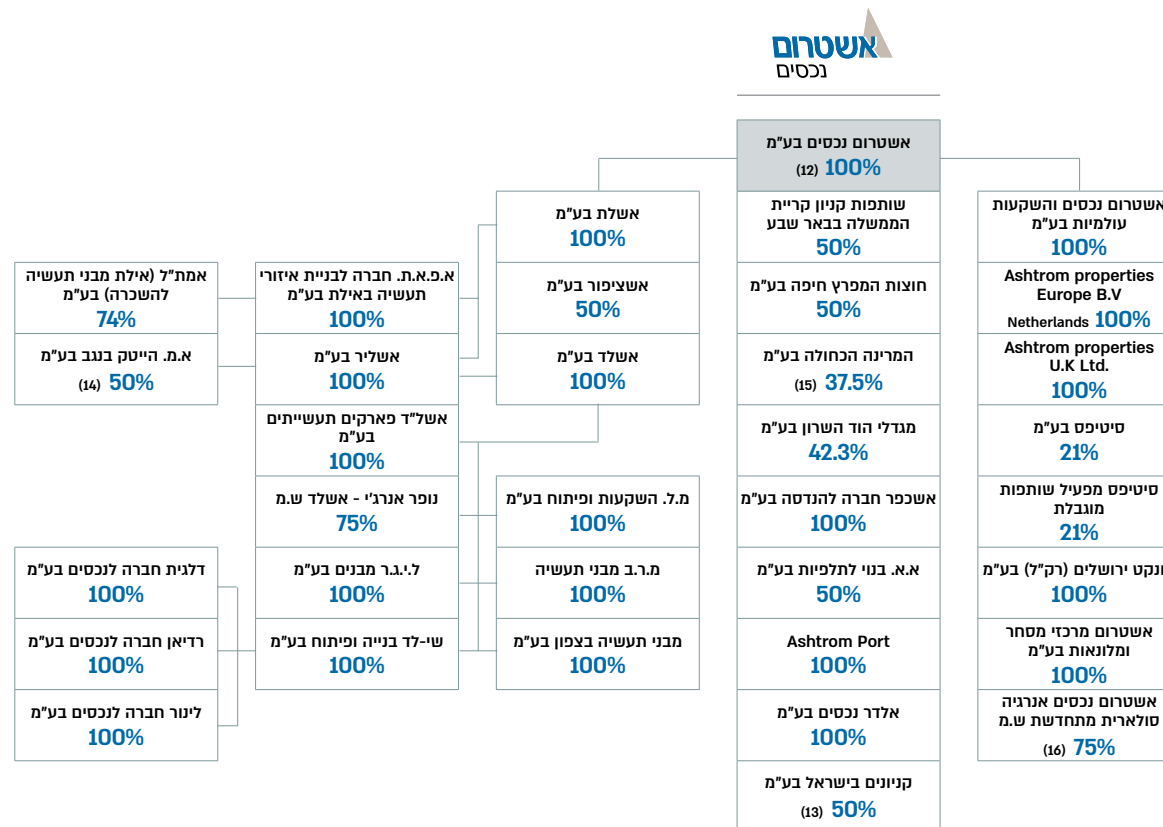 אשטרום
נכסים
אשטרום נכסים בע"מ
100% (12)
אשטרום נכסים והשקעות
עולמיות בע"מ
100%
Ashtrom properties
Europe B.V
Netherlands 100%
Ashtrom properties
U.K Ltd.
100%
סיטיפס בע"מ
21%
סיטיפס מפעיל שותפות
מוגבלת
21%
ירושלים (רק"ל) בע"מ
100%
אשטרום מרכזי מסחר
ומלונאות בע"מ
100%
אשטרום נכסים אנרגיה
סולארית מתחדשת ש.מ
75% (16)
שותפות קניון קריית
הממשלה בבאר שבע
50%
חוצות המפרץ חיפה בע"מ
50%
המרינה הכחולה בע"מ
37.5% (15)
מגדלי הוד השרון בע"מ
42.3%
אשכפר חברה להנדסה בע"מ
100%
א.א. בנוי לתלפיות בע"מ
50%
Ashtrom Port
100%
אלדר נכסים בע"מ
100%
קניונים בישראל בע"מ
50% (13)
אשלת בע"מ
100%
אשציפור בע"מ
50%
אשלד בע"מ
100%
מ.ל. השקעות ופיתוח בע"מ
100%
מ.ר.ב מבני תעשיה
100%
מבני תעשיה בצפון בע"מ
100%
א.פ.א.ת. חברה לבניית איזורי
תעשיה באילת בע"מ
100%
אשליר בע"מ
100%
אשל"ד פארקים תעשייתים
בע"מ
100%
נופר אנרג'י - אשלד ש.מ
75%
ל.י.ג.ר מבנים בע"מ
100%
שי-לד בנייה ופיתוח בע"מ
100%
אמת"ל (אילת מבני תעשיה
להשכרה) בע"מ
74%
א.מ. הייטק בנגב בע"מ
50% (14)
דלגית חברה לנכסים בע"מ
100%
רדיאן חברה לנכסים בע"מ
100%
לינור חברה לנכסים בע"מ
100%